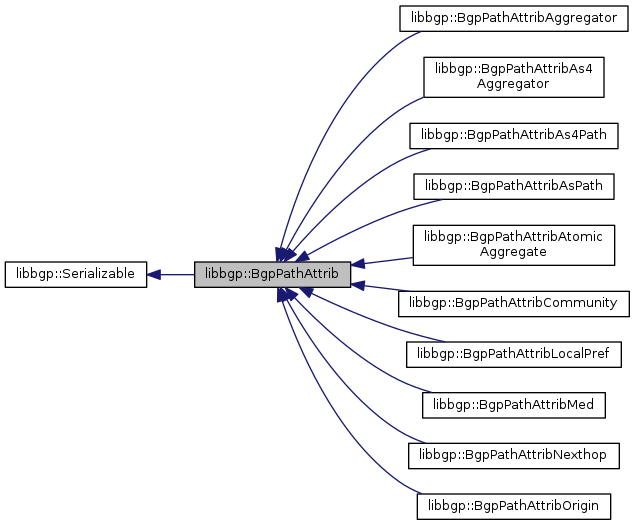 libbgp::BgpPathAttribAggregator
libbgp::BgpPathAttribAs4
Aggregator
libbgp::BgpPathAttribAs4Path
libbgp::BgpPathAttribAsPath
libbgp::BgpPathAttribAtomic
Aggregate
libbgp::Serializable
libbgp::BgpPathAttrib
libbgp::BgpPathAttribCommunity
libbgp::BgpPathAttribLocalPref
libbgp::BgpPathAttribMed
libbgp::BgpPathAttribNexthop
libbgp::BgpPathAttribOrigin